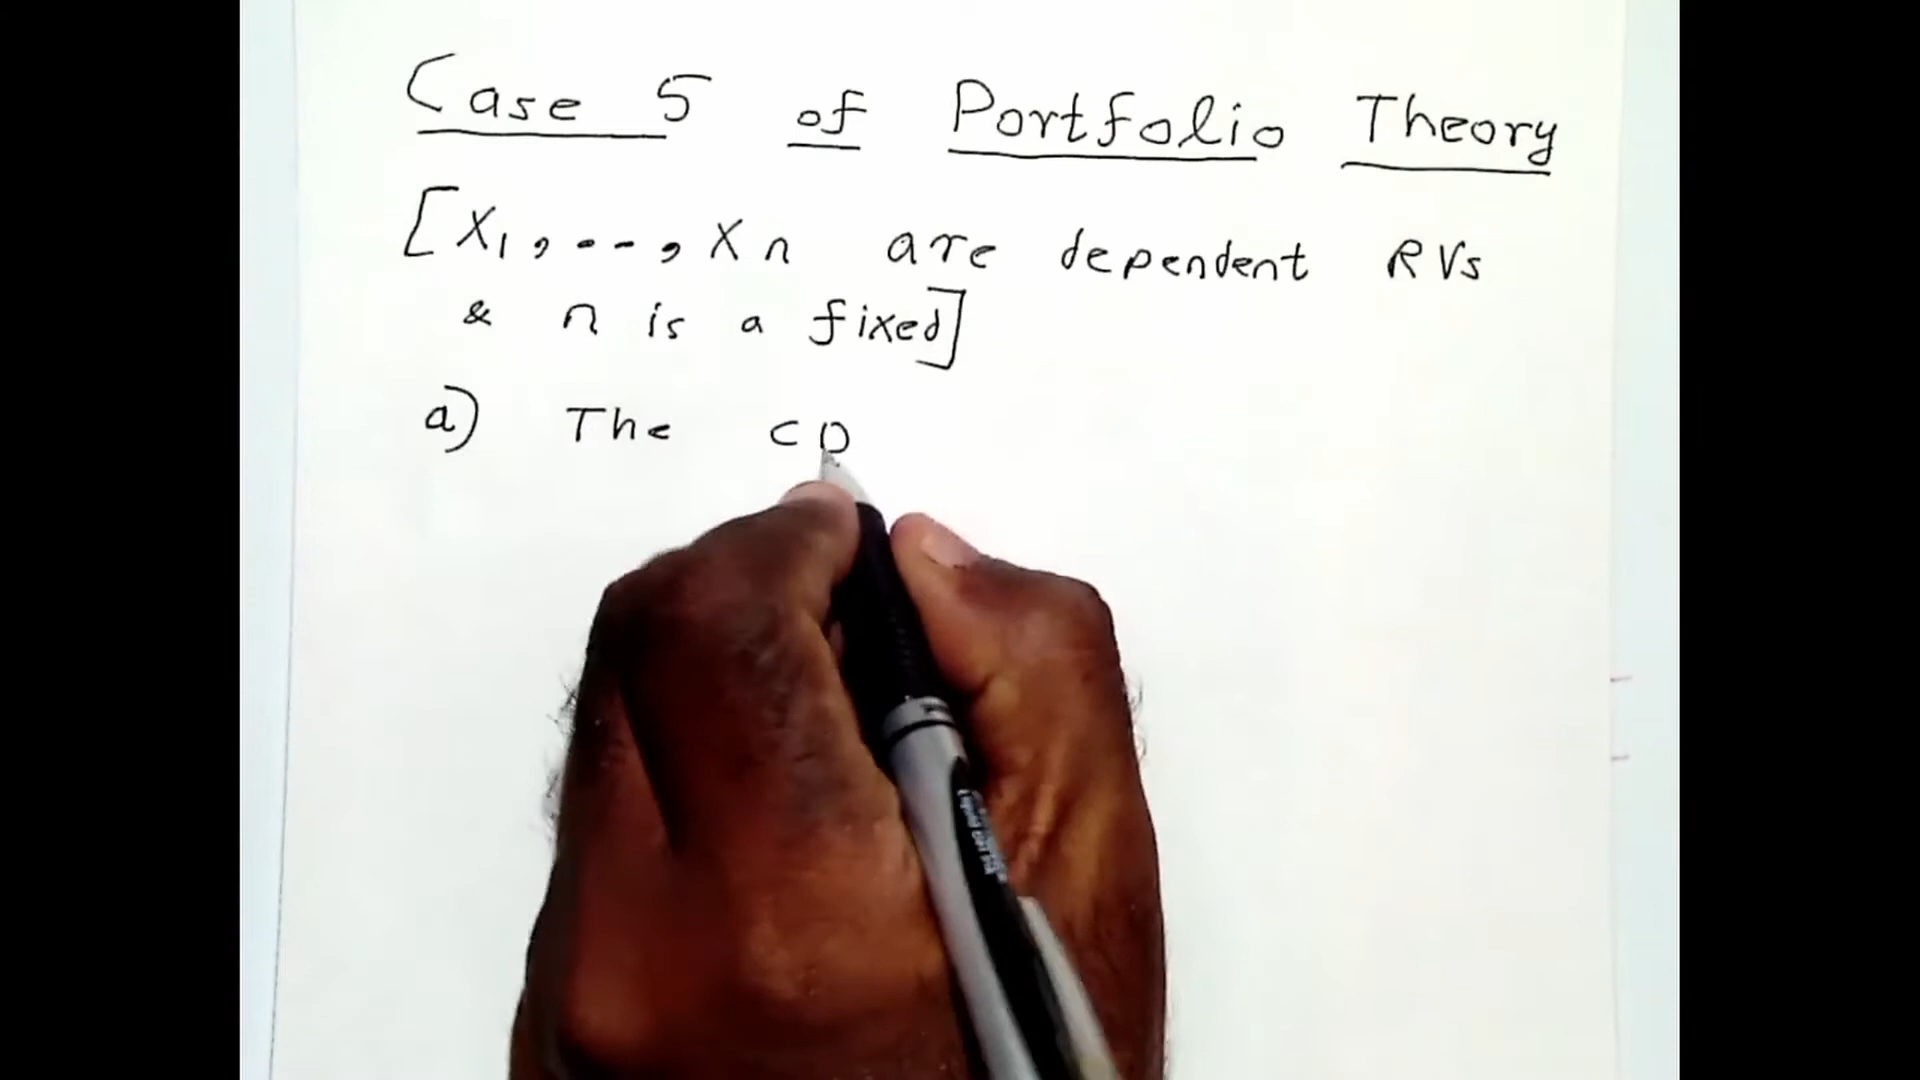 Case 5 of Portfolio Theory
[X1, . - -, Xn are dependent RVs
& n is a fixed]
a) The CD